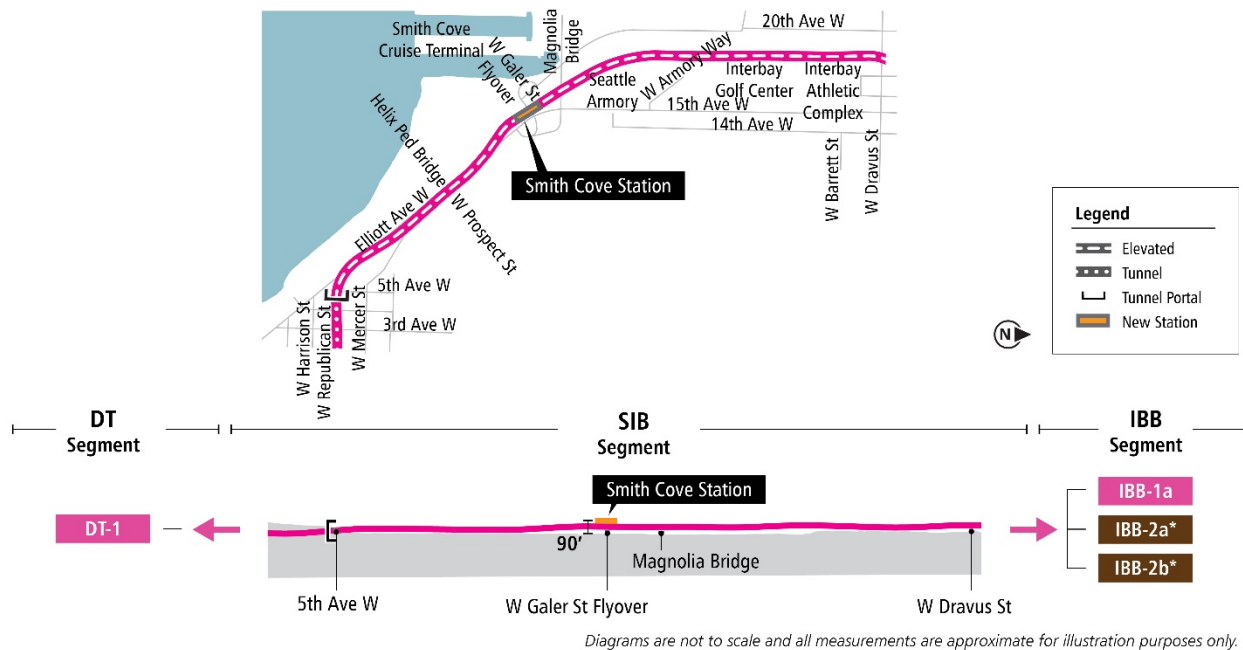 20th Ave W
Smith Cove
Cruise Terminal
Magnolia
Bridge
W Galer St
Flyover
Seattle
Armory
W Armory Way
Interbay
Golf Center
Interbay
Athletic
Complex
15th Ave W
14th Ave W
W Barrett St
W Dravus St
Helix Ped Bridge
W Prospect St
Smith Cove Station
Elliott Ave W
5th Ave W
3rd Ave W
W Harrison St
W Republican St
W Mercer St
N
Legend
Elevated
Tunnel
Tunnel Portal
New Station
DT
Segment
SIB
Segment
IBB
Segment
DT-1
Smith Cove Station
90'
Magnolia Bridge
5th Ave W
W Galer St Flyover
W Dravus St
IBB-1a
IBB-2a*
IBB-2b*
Diagrams are not to scale and all measurements are approximate for illustration purposes only.